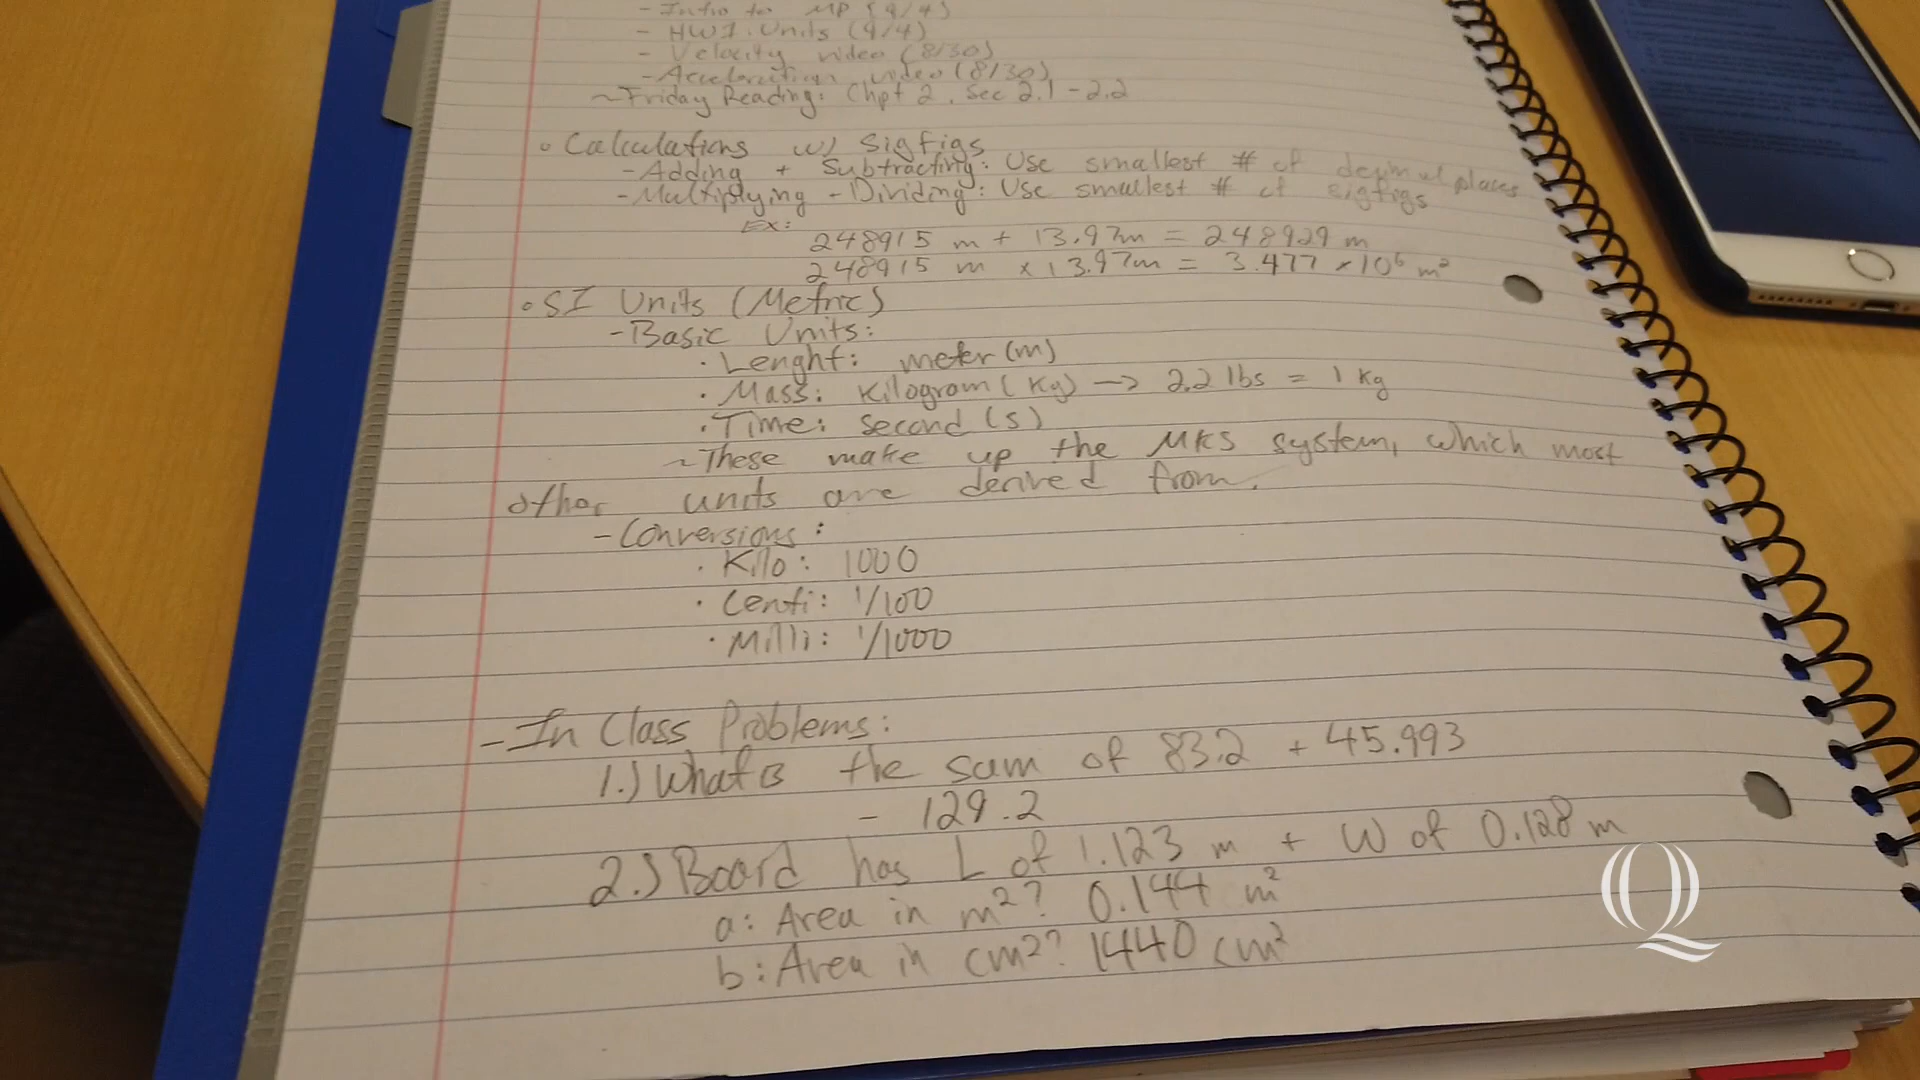 - Intro to MP (9/4)
- HW1: Units (9/4)
- Velocity video (8/30)
- Acceleration video (8/30)
~Friday Reading: Chpt 2, Sec 2.1-2.2
◦ Calculations w/ Sigfigs
- Adding + Subtracting: Use smallest # of decimal places
- Multiplying - Dividing: Use smallest # of sigfigs
Ex:
248915 m + 13.97m = 248929 m
248915 m × 13.97m = 3.477 × 10⁶ m²
◦ SI Units (Metric)
- Basic Units:
· Lenght: meter (m)
· Mass: Kilogram (Kg) → 2.2 lbs = 1 Kg
· Time: second (s)
~These make up the MKS system, which most
other units are derived from.
- Conversions:
· Kilo: 1000
· Centi: 1/100
· Milli: 1/1000
- In Class Problems:
1.) What is the sum of 83.2 + 45.993
- 129.2
2.) Board has L of 1.123 m + W of 0.128 m
a: Area in m²? 0.144 m²
b: Area in cm²? 1440 cm²
Q